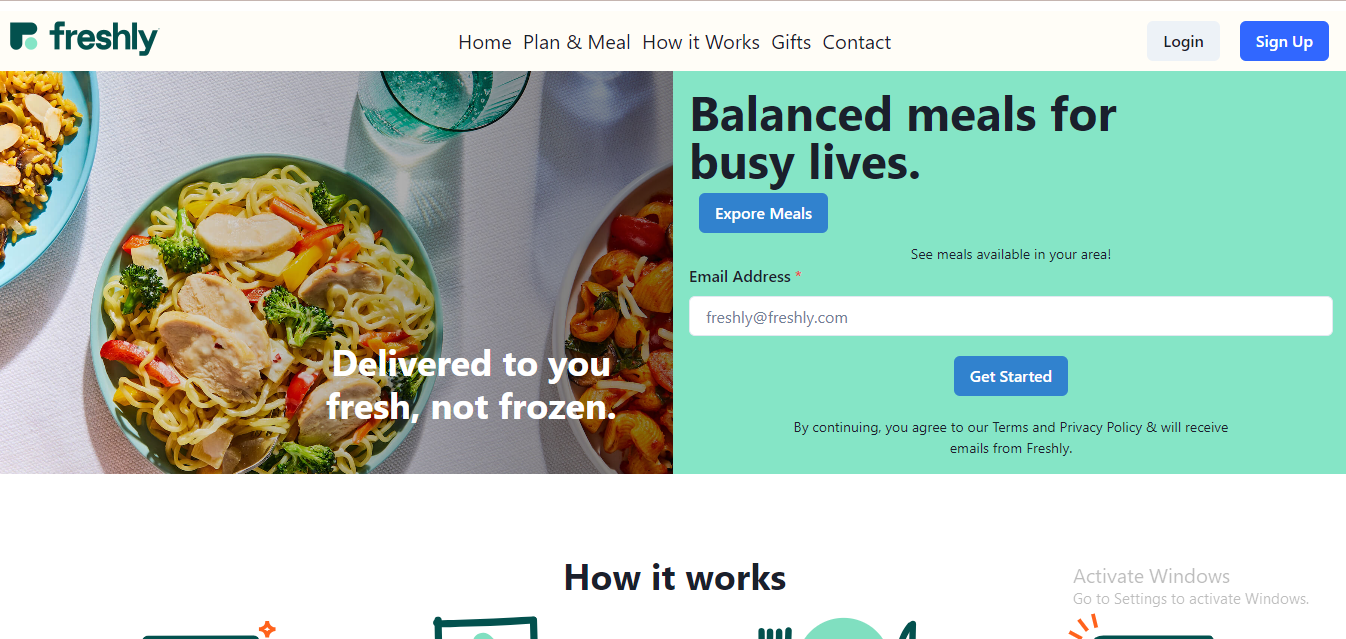 freshly
Home Plan & Meal How it Works Gifts Contact
Login
Sign Up
Delivered to you
fresh, not frozen.
Balanced meals for
busy lives.
Expore Meals
See meals available in your area!
Email Address *
freshly@freshly.com
Get Started
By continuing, you agree to our Terms and Privacy Policy & will receive
emails from Freshly.
How it works
Activate Windows
Go to Settings to activate Windows.